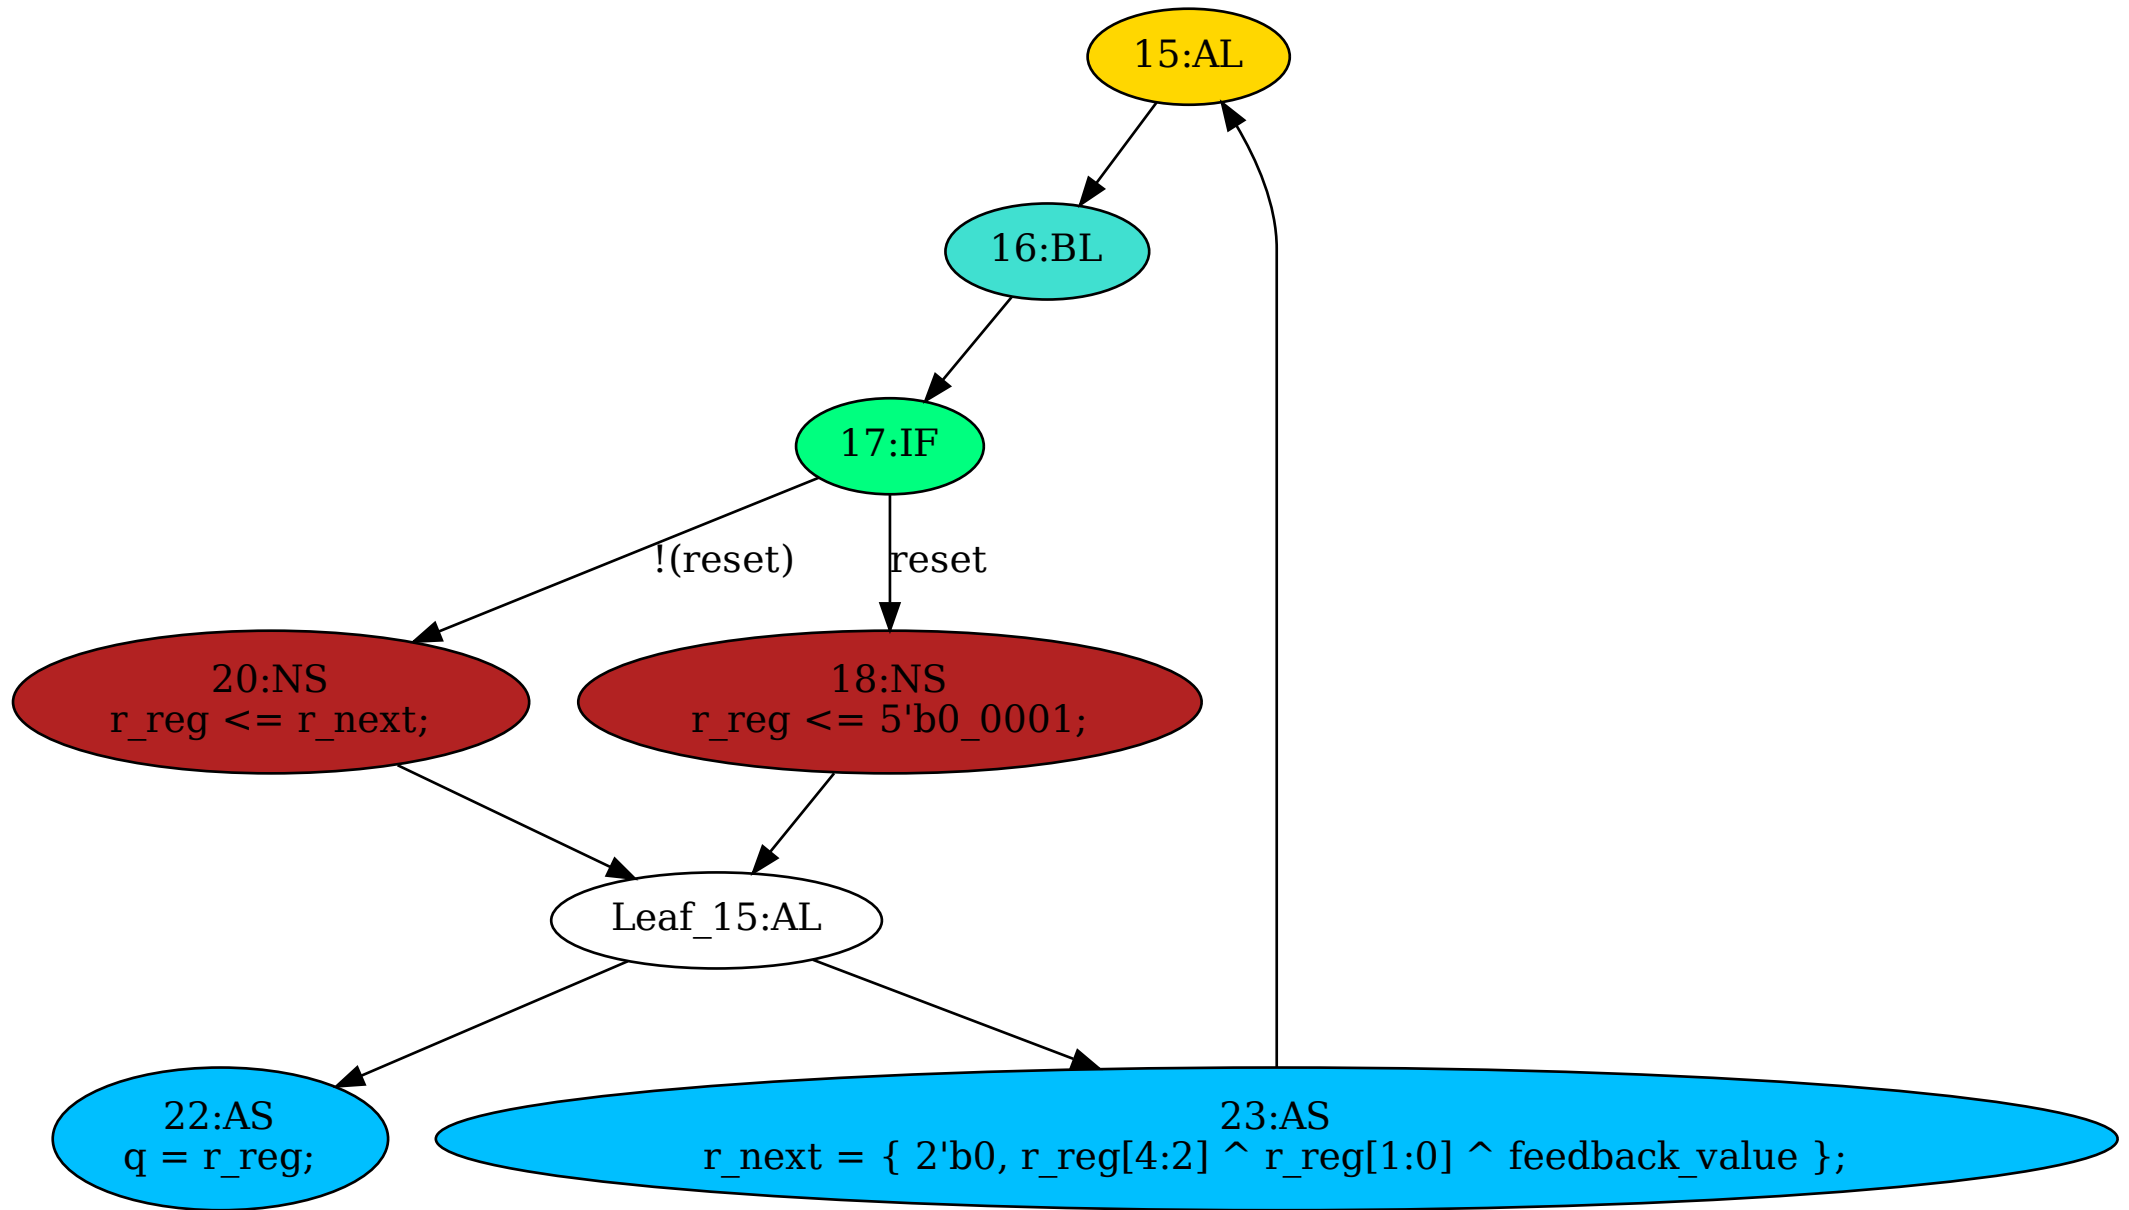 15:AL
16:BL
17:IF
!(reset)
reset
20:NS
r_reg <= r_next;
18:NS
r_reg <= 5'b0_0001;
Leaf_15:AL
22:AS
q = r_reg;
23:AS
r_next = { 2'b0, r_reg[4:2] ^ r_reg[1:0] ^ feedback_value };